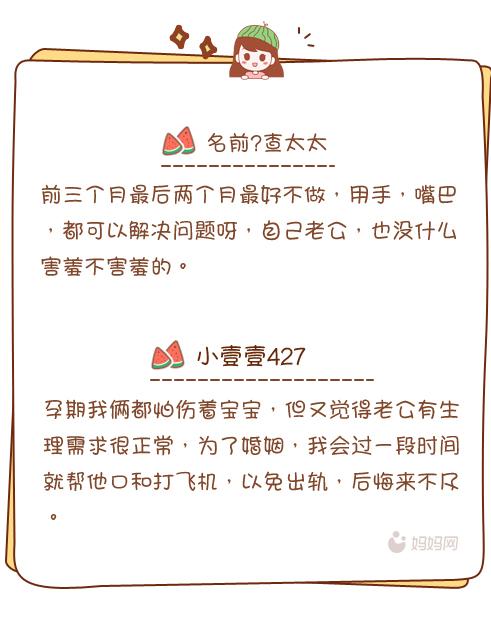 名前?查太太
前三个月最后两个月最好不做，用手，嘴巴
，都可以解决问题呀，自己老公，也没什么
害羞不害羞的。
小壹壹427
孕期我俩都怕伤着宝宝，但又觉得老公有生
理需求很正常，为了婚姻，我会过一段时间
就帮他口和打飞机，以免出轨，后悔来不及
。
妈妈网